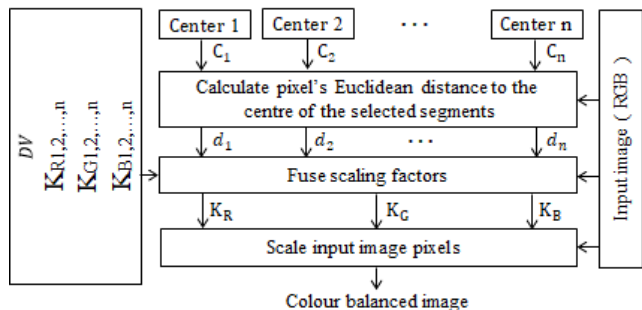 Center 1 Center 2 ... Center n
C1 C2 Cn
Calculate pixel's Euclidean distance to the
centre of the selected segments
d1 d2 ... dn
Fuse scaling factors
KR KG KB
Scale input image pixels
Colour balanced image
DV
KR1,2,...,n
KG1,2,...,n
KB1,2,...,n
Input image ( RGB )